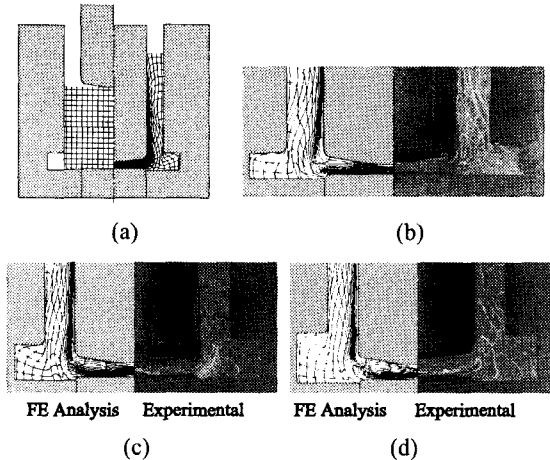 (a)
(b)
FE Analysis Experimental
FE Analysis Experimental
(c)
(d)